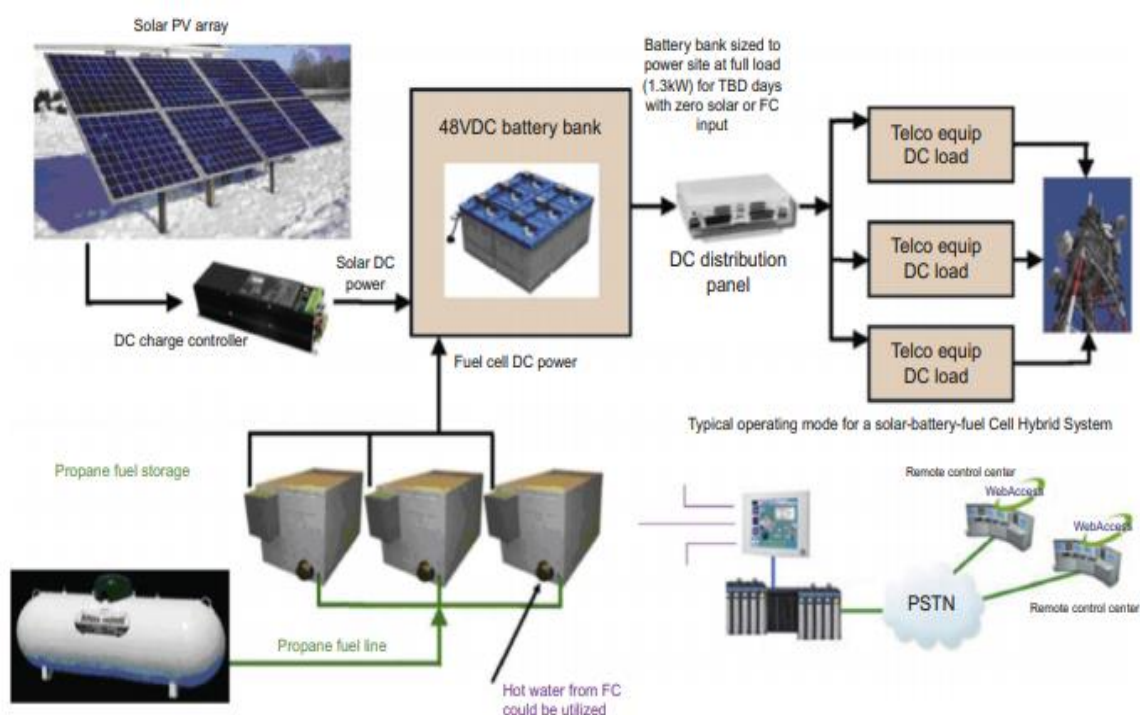 Solar PV array
Battery bank sized to
power site at full load
(1.3kW) for TBD days
with zero solar or FC
input
48VDC battery bank
Telco equip
DC load
Telco equip
DC load
Telco equip
DC load
DC distribution
panel
Solar DC
power
DC charge controller
Fuel cell DC power
Typical operating mode for a solar-battery-fuel Cell Hybrid System
Propane fuel storage
Remote control center
WebAccess
WebAccess
PSTN
Remote control center
Propane fuel line
Hot water from FC
could be utilized